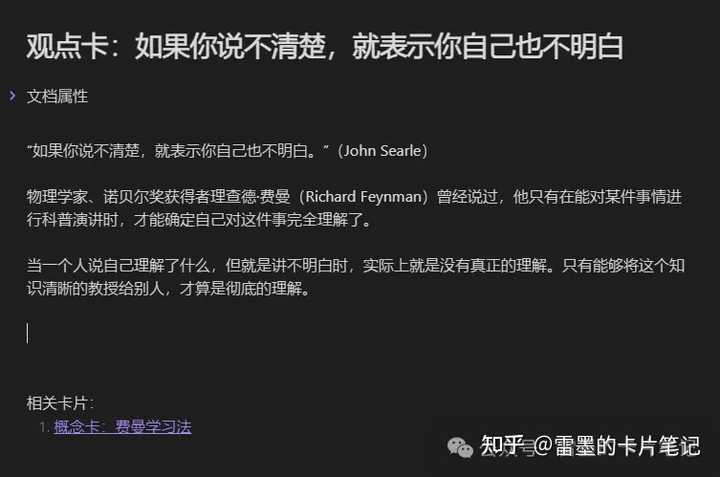 观点卡：如果你说不清楚，就表示你自己也不明白
文档属性
“如果你说不清楚，就表示你自己也不明白。”（John Searle）
物理学家、诺贝尔奖获得者理查德·费曼（Richard Feynman）曾经说过，他只有在能对某件事情进
行科普演讲时，才能确定自己对这件事完全理解了。
当一个人说自己理解了什么，但就是讲不明白时，实际上就是没有真正的理解。只有能够将这个知
识清晰的教授给别人，才算是彻底的理解。
相关卡片：
1. 概念卡：费曼学习法
知乎 @雷墨的卡片笔记